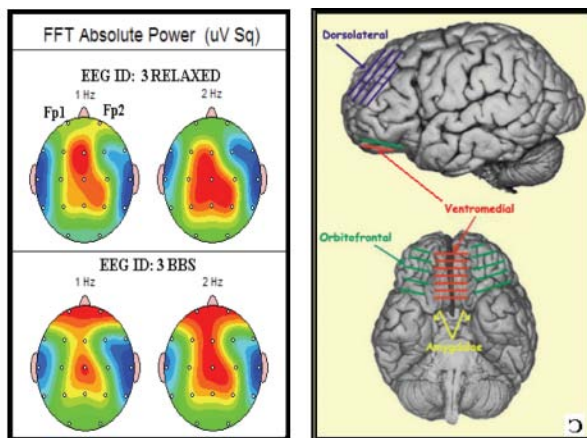 FFT Absolute Power (uV Sq)
EEG ID: 3 RELAXED
1 Hz 2 Hz
Fp1 Fp2
EEG ID: 3 BBS
1 Hz 2 Hz
Dorsolateral
Ventromedial
Orbitofrontal
Amygdalae